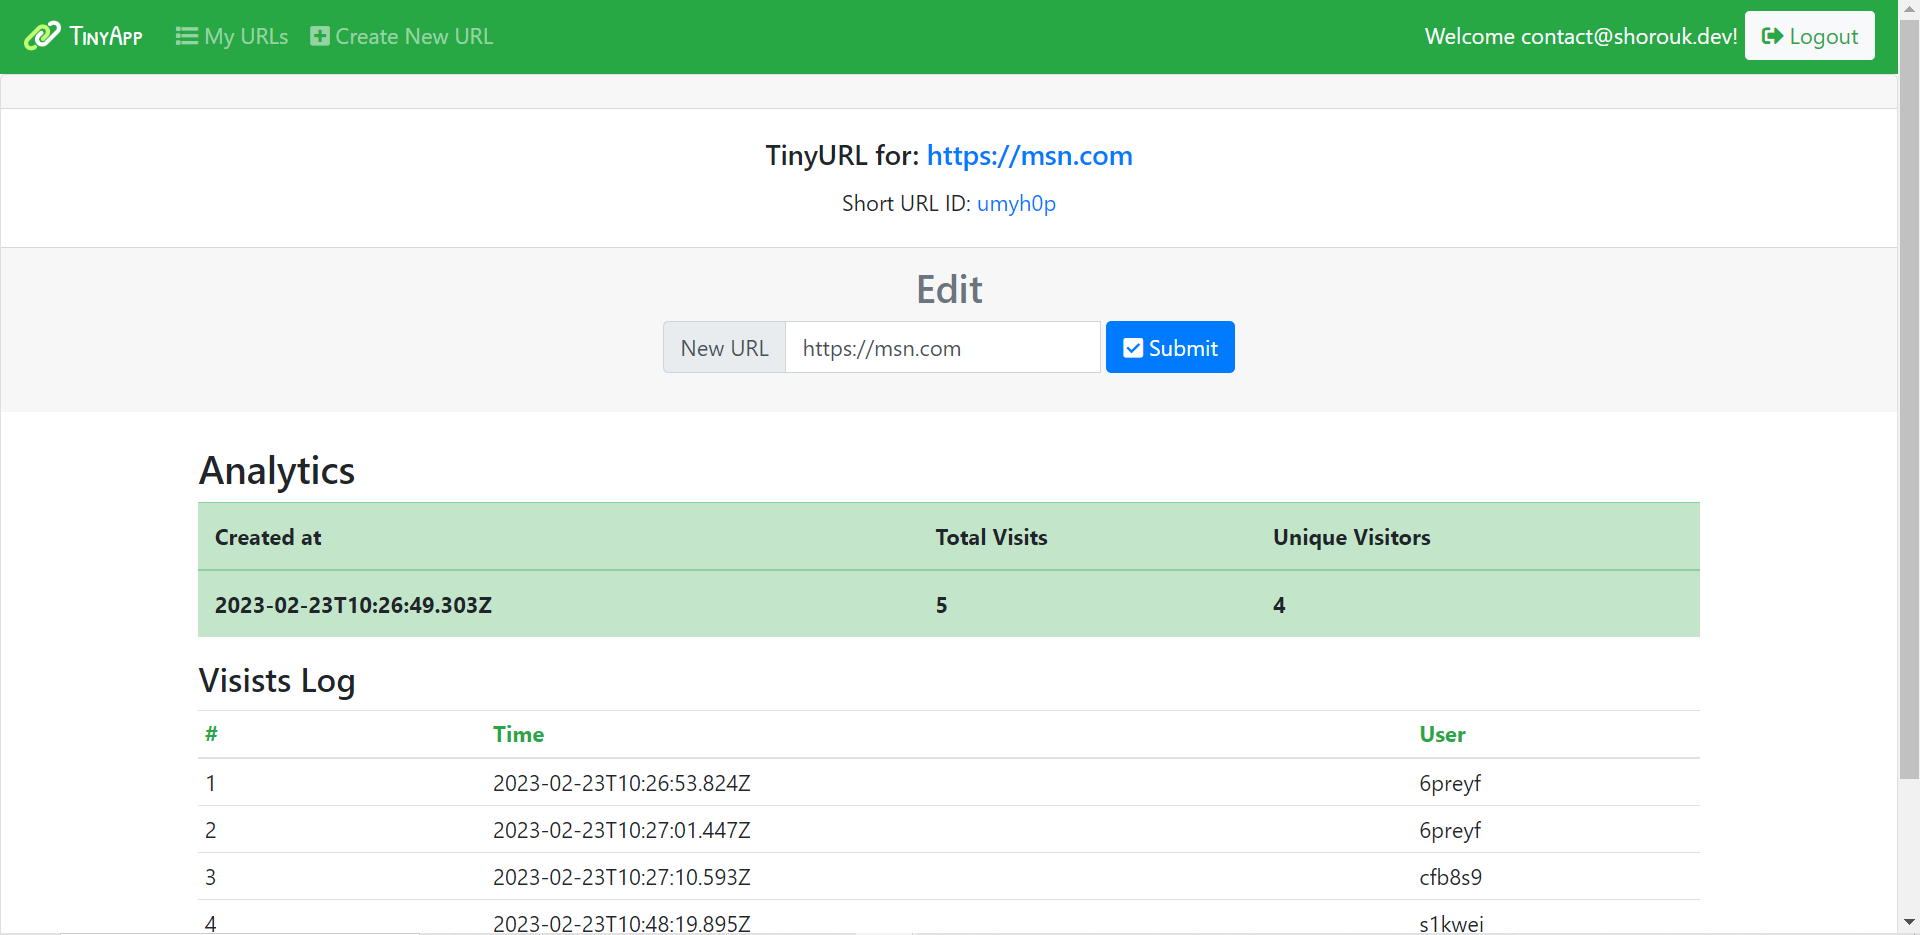 TinyApp My URLs Create New URL Welcome contact@shorouk.dev! Logout
TinyURL for: https://msn.com
Short URL ID: umyh0p
Edit
New URL https://msn.com Submit
Analytics
Created at Total Visits Unique Visitors
2023-02-23T10:26:49.303Z 5 4
Visists Log
# Time User
1 2023-02-23T10:26:53.824Z 6preyf
2 2023-02-23T10:27:01.447Z 6preyf
3 2023-02-23T10:27:10.593Z cfb8s9
4 2023-02-23T10:48:19.895Z s1kwei